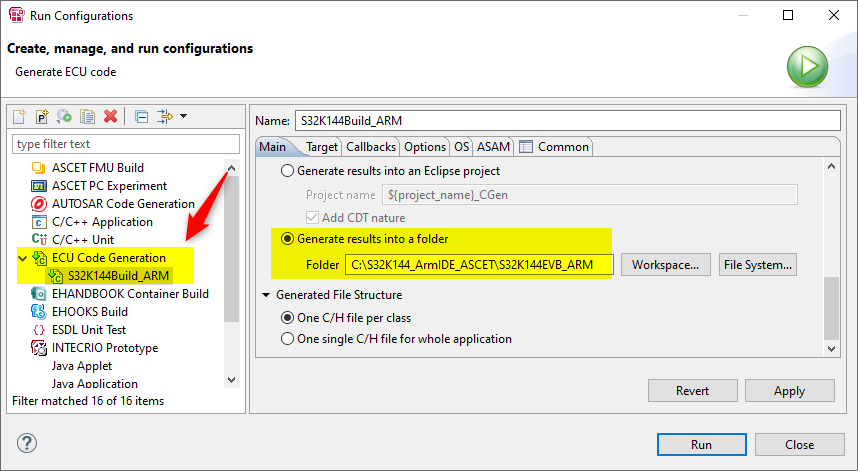 Run Configurations
Create, manage, and run configurations
Generate ECU code
type filter text
ASCET FMU Build
ASCET PC Experiment
AUTOSAR Code Generation
C/C++ Application
C/C++ Unit
ECU Code Generation
S32K144Build_ARM
EHANDBOOK Container Build
EHOOKS Build
ESDL Unit Test
INTECRIO Prototype
Java Applet
Java Application
Filter matched 16 of 16 items
Name: S32K144Build_ARM
Main Target Callbacks Options OS ASAM Common
Generate results into an Eclipse project
Project name ${project_name}_CGen
Add CDT nature
Generate results into a folder
Folder C:\S32K144_ArmIDE_ASCET\S32K144EVB_ARM Workspace... File System...
Generated File Structure
One C/H file per class
One single C/H file for whole application
Revert Apply
Run Close